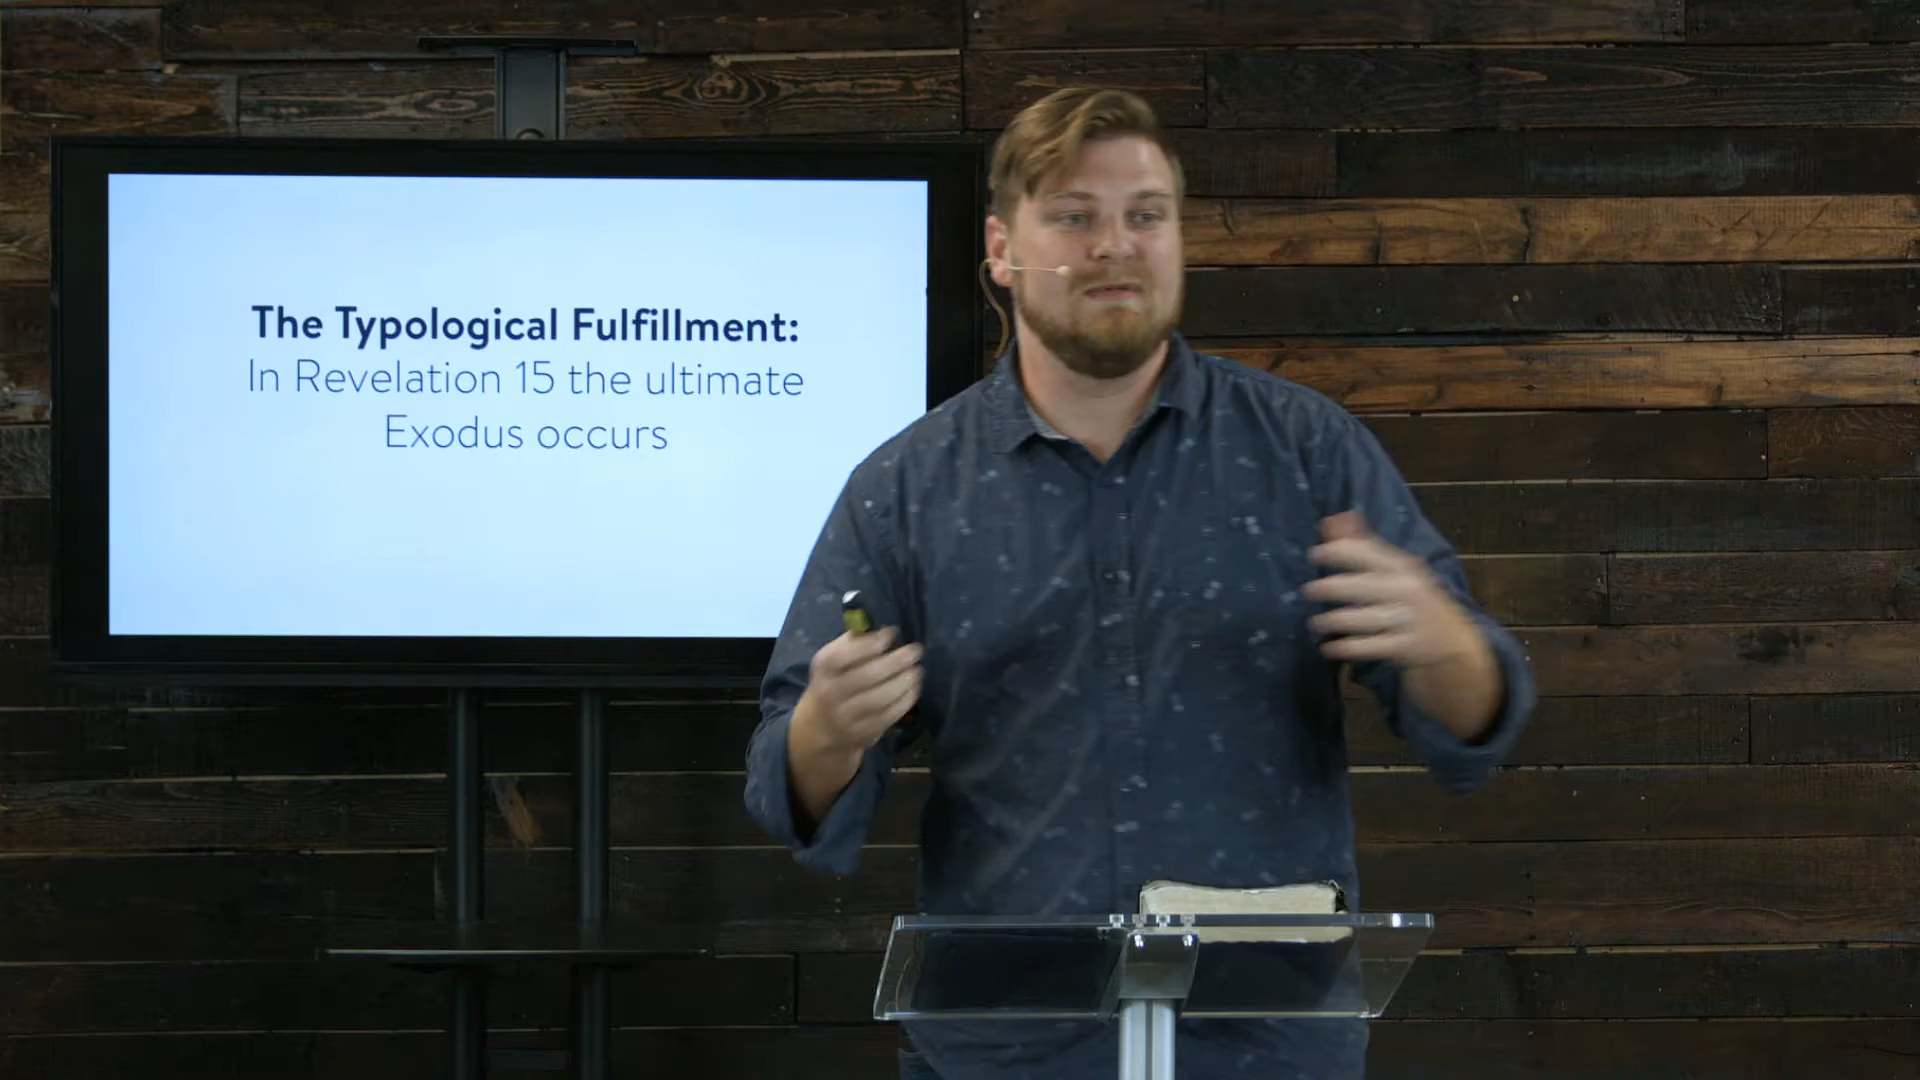 The Typological Fulfillment:
In Revelation 15 the ultimate
Exodus occurs